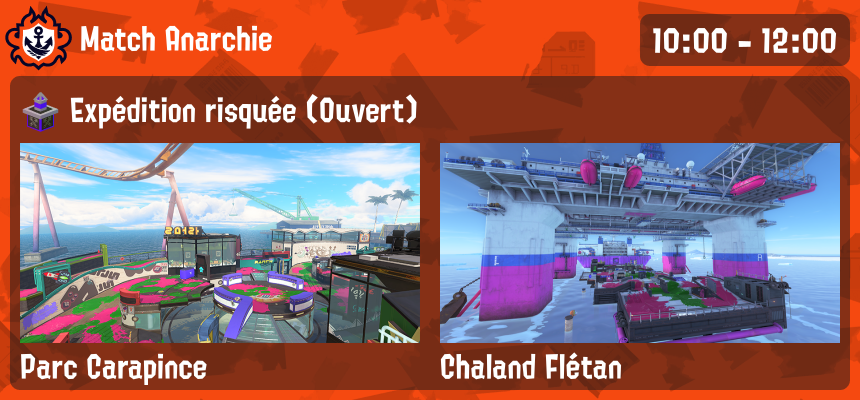 Match Anarchie
10:00 - 12:00
Expédition risquée (Ouvert)
Parc Carapince
Chaland Flétan